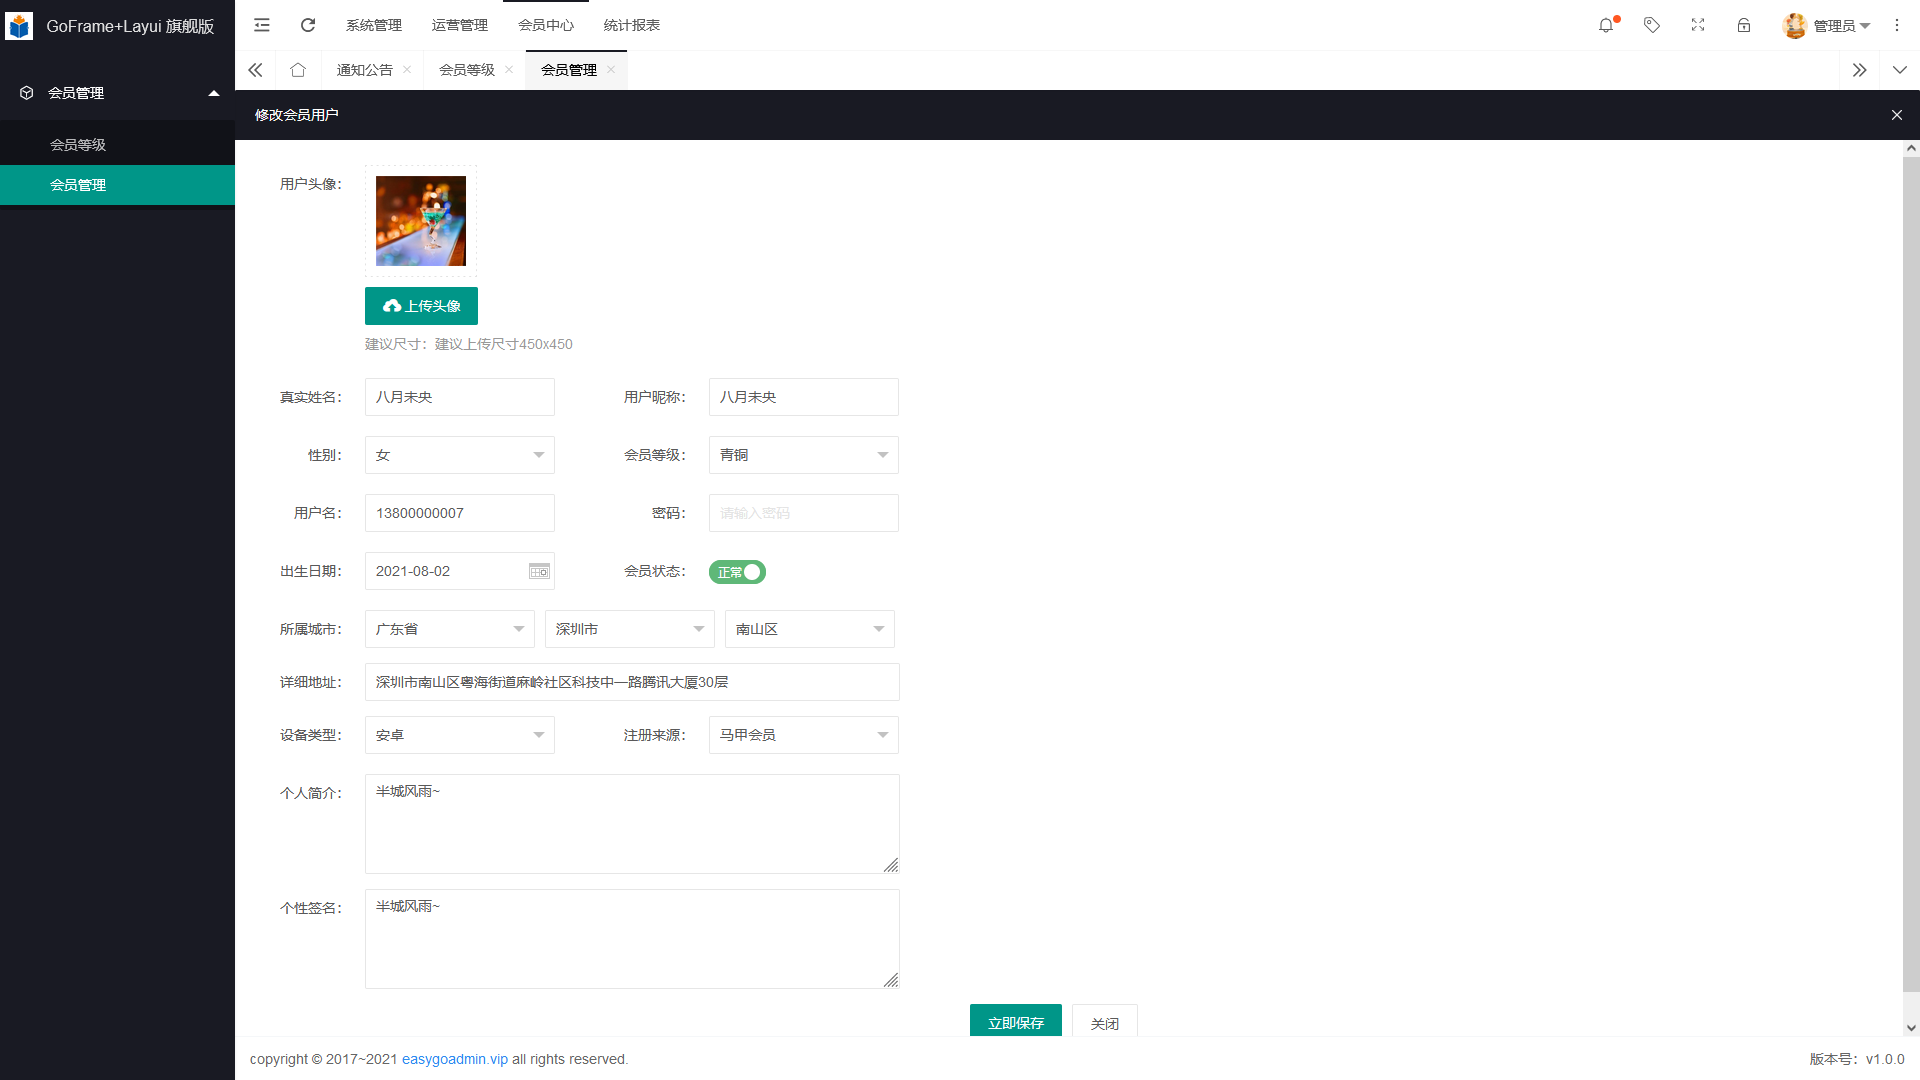 GoFrame+Layui 旗舰版
系统管理
运营管理
会员中心
统计报表
管理员
通知公告
会员等级
会员管理
会员管理
会员等级
会员管理
修改会员用户
用户头像：
上传头像
建议尺寸：建议上传尺寸450x450
真实姓名： 八月未央 用户昵称： 八月未央
性别： 女 会员等级： 青铜
用户名： 13800000007 密码： 请输入密码
出生日期： 2021-08-02 会员状态： 正常
所属城市： 广东省 深圳市 南山区
详细地址： 深圳市南山区粤海街道麻岭社区科技中一路腾讯大厦30层
设备类型： 安卓 注册来源： 马甲会员
个人简介： 半城风雨~
个性签名： 半城风雨~
立即保存 关闭
copyright © 2017~2021 easygoadmin.vip all rights reserved.
版本号：v1.0.0